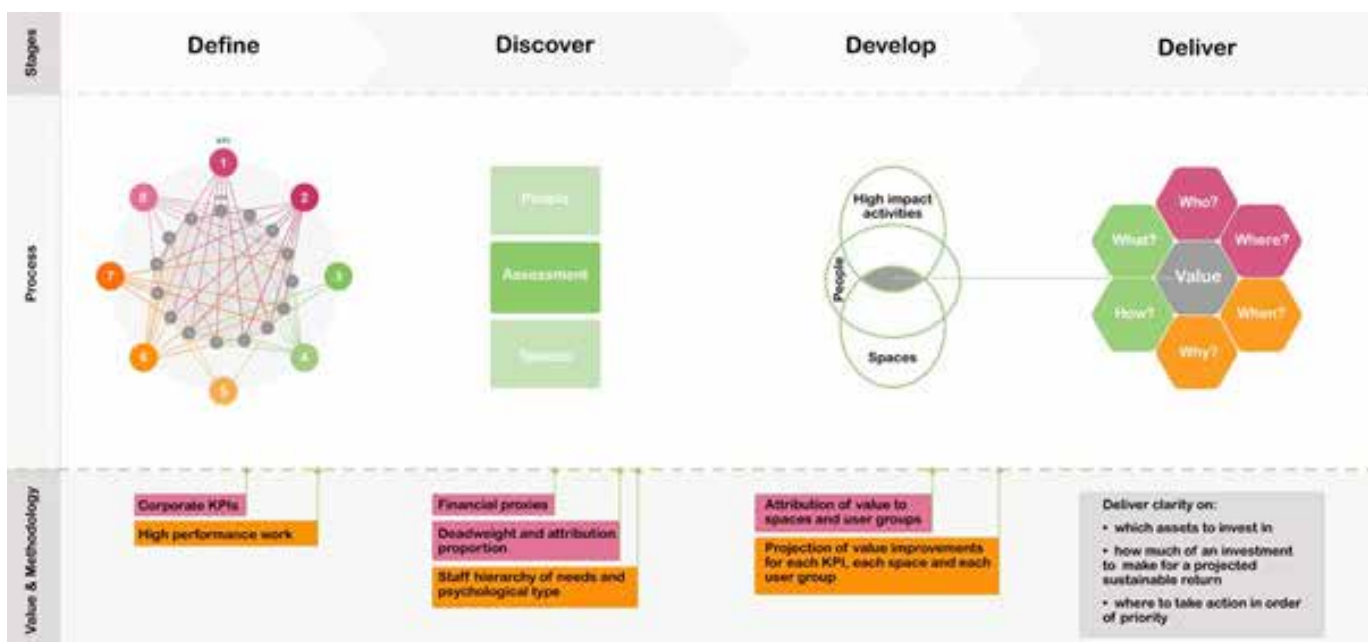 Stages
Define
Discover
Develop
Deliver
Process
KPI
1
2
3
4
5
6
7
8
People
Assessment
Spaces
High impact
activities
People
Spaces
Who?
What?
Where?
Value
How?
When?
Why?
Value & Methodology
Corporate KPIs
High performance work
Financial proxies
Deadweight and attribution
proportion
Staff hierarchy of needs and
psychological type
Attribution of value to
spaces and user groups
Projection of value improvements
for each KPI, each space and each
user group
Deliver clarity on:
• which assets to invest in
• how much of an investment
to make for a projected
sustainable return
• where to take action in order
of priority